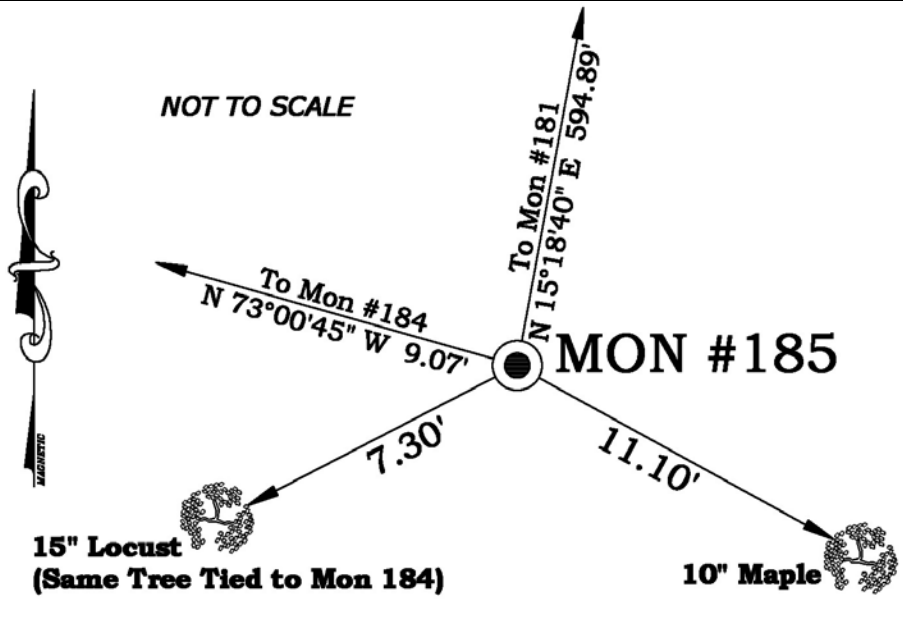 NOT TO SCALE
To Mon #181
N 15°18'40" E 594.89'
To Mon #184
N 73°00'45" W 9.07'
MON #185
7.30'
11.10'
MAGNETIC
15" Locust
(Same Tree Tied to Mon 184)
10" Maple